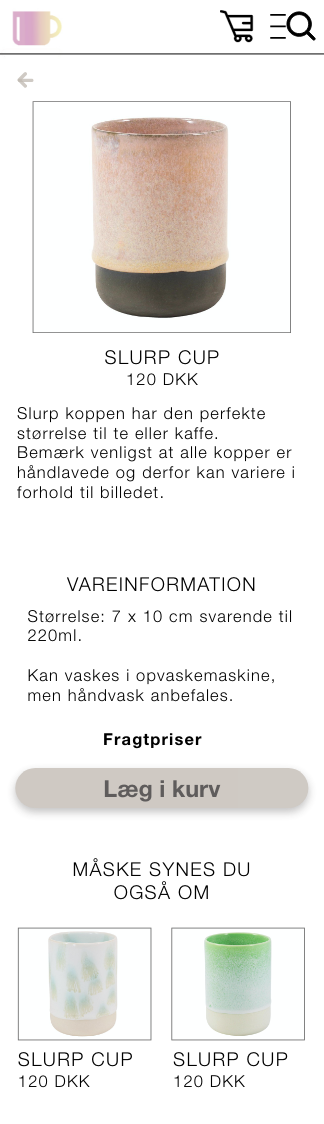 SLURP CUP
120 DKK
Slurp koppen har den perfekte
størrelse til te eller kaffe.
Bemærk venligst at alle kopper er
håndlavede og derfor kan variere i
forhold til billedet.
VAREINFORMATION
Størrelse: 7 x 10 cm svarende til
220ml.
Kan vaskes i opvaskemaskine,
men håndvask anbefales.
Fragtpriser
Læg i kurv
MÅSKE SYNES DU
OGSÅ OM
SLURP CUP
120 DKK
SLURP CUP
120 DKK